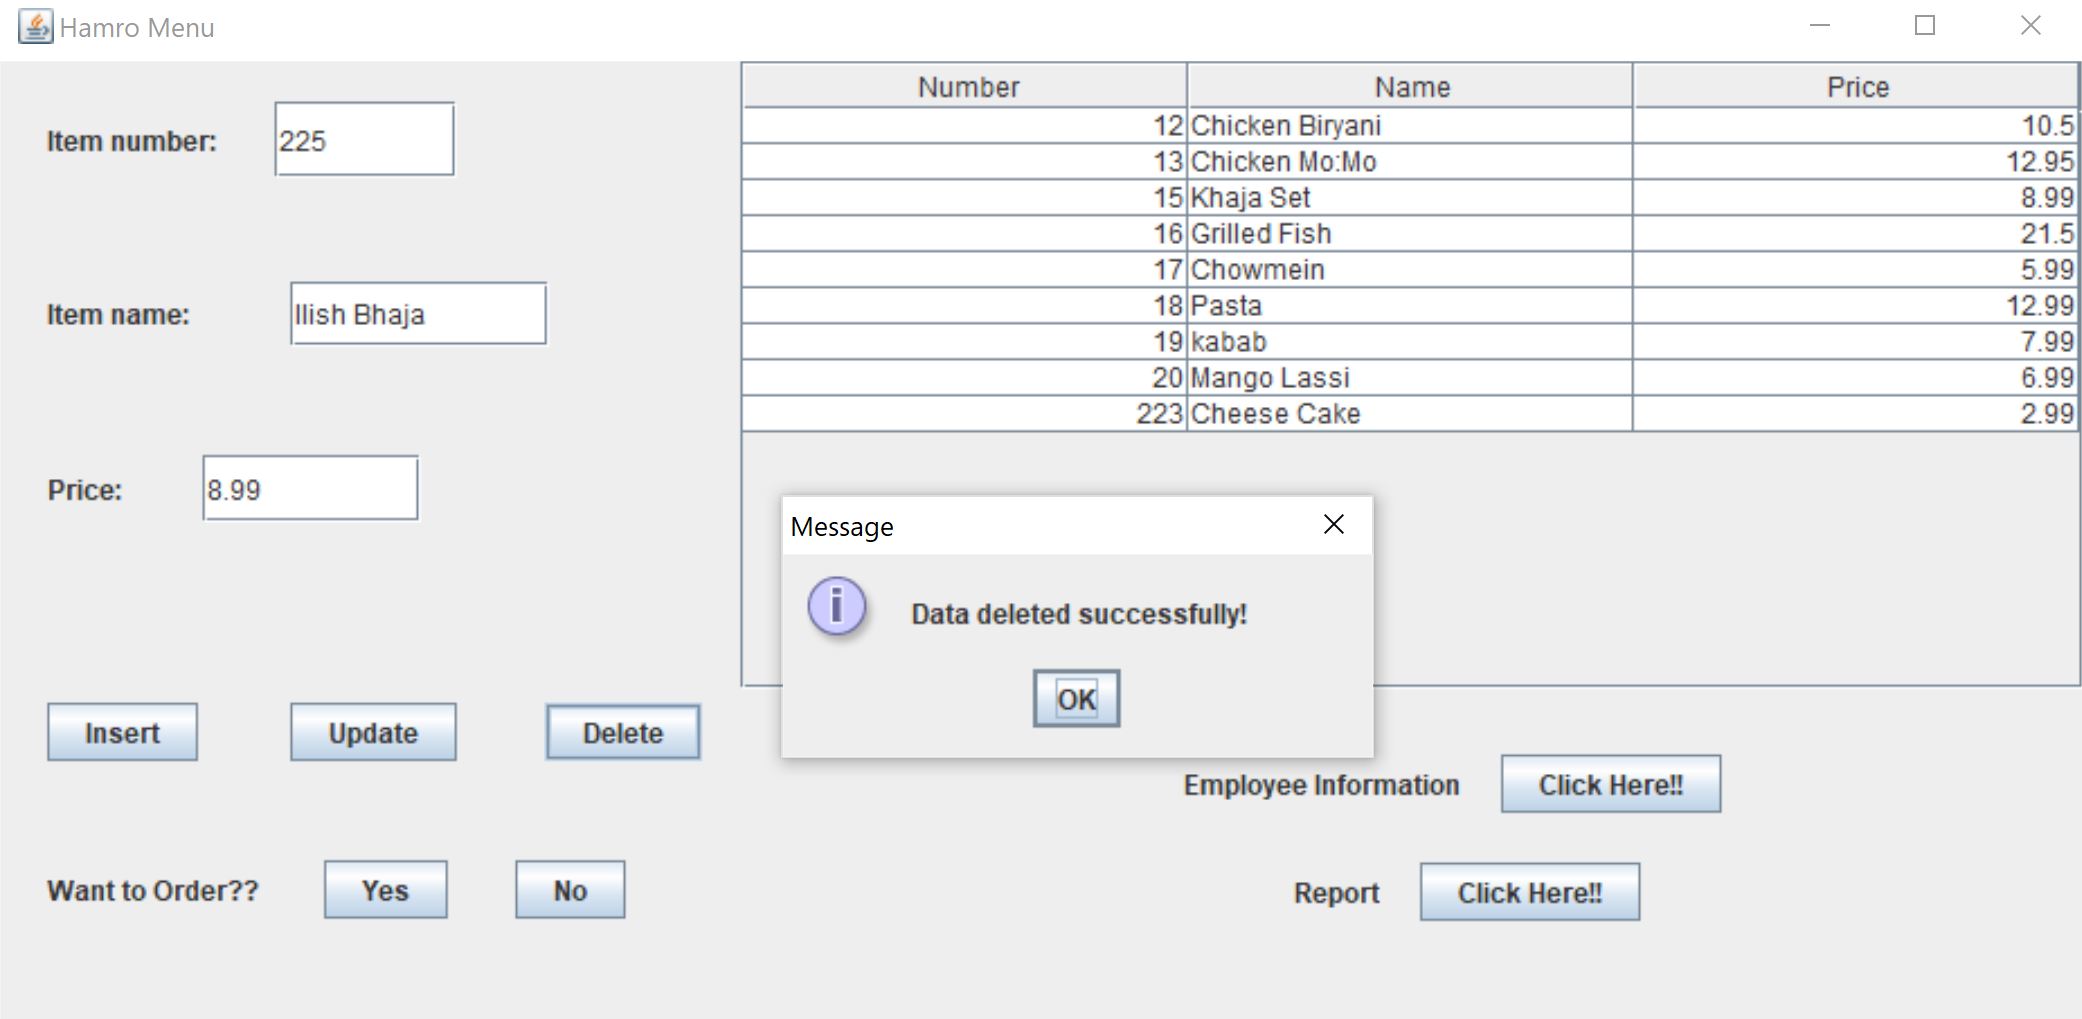 Hamro Menu
Item number: 225
Item name: Ilish Bhaja
Price: 8.99
Number Name Price
12 Chicken Biryani 10.5
13 Chicken Mo:Mo 12.95
15 Khaja Set 8.99
16 Grilled Fish 21.5
17 Chowmein 5.99
18 Pasta 12.99
19 kabab 7.99
20 Mango Lassi 6.99
223 Cheese Cake 2.99
Message
i
Data deleted successfully!
OK
Insert Update Delete
Employee Information Click Here!!
Want to Order?? Yes No
Report Click Here!!